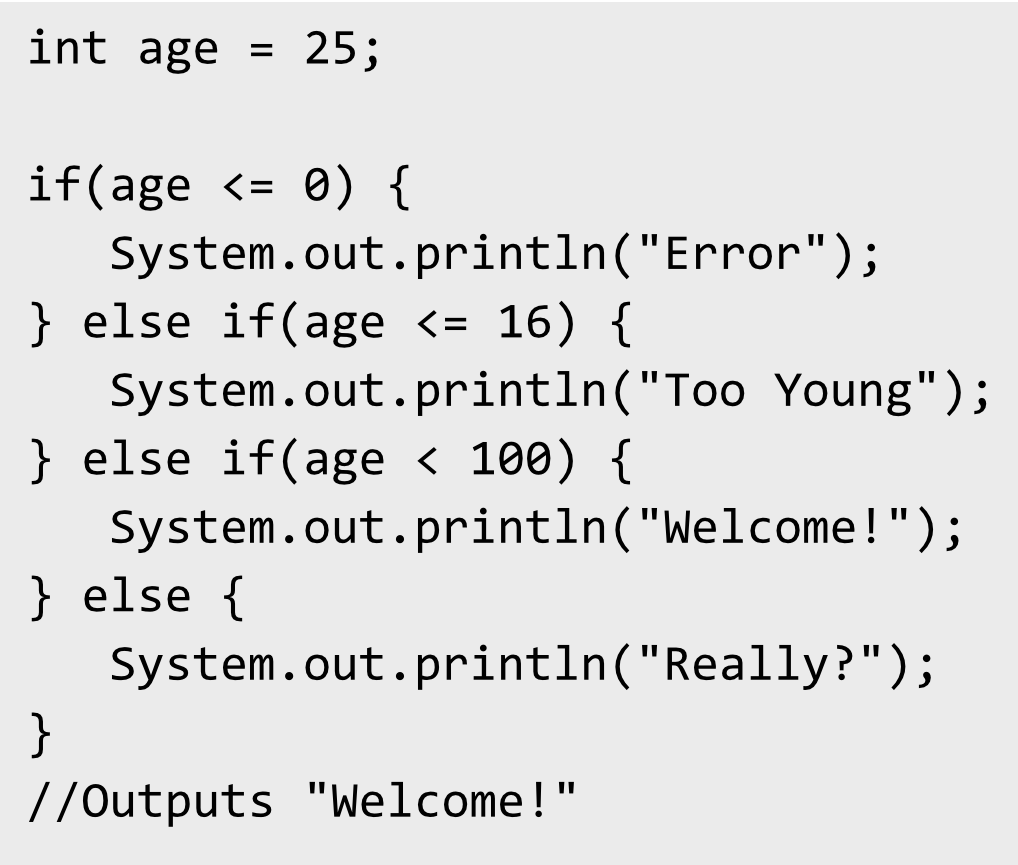 int age = 25;
if(age <= 0) {
   System.out.println("Error");
} else if(age <= 16) {
   System.out.println("Too Young");
} else if(age < 100) {
   System.out.println("Welcome!");
} else {
   System.out.println("Really?");
}
//Outputs "Welcome!"